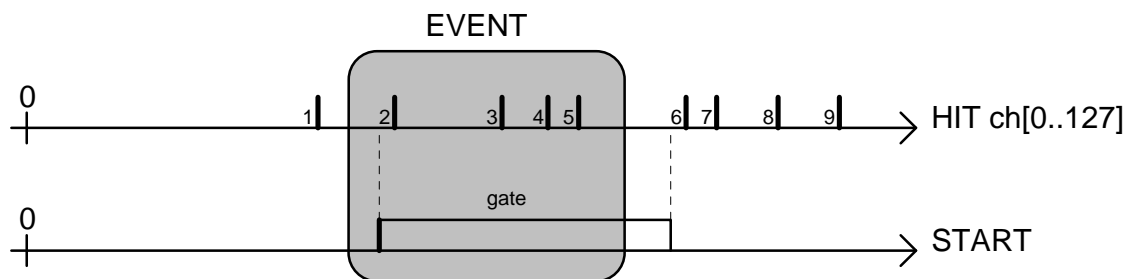 EVENT
0
1 2 3 4 5 6 7 8 9
HIT ch[0..127]
gate
0
START